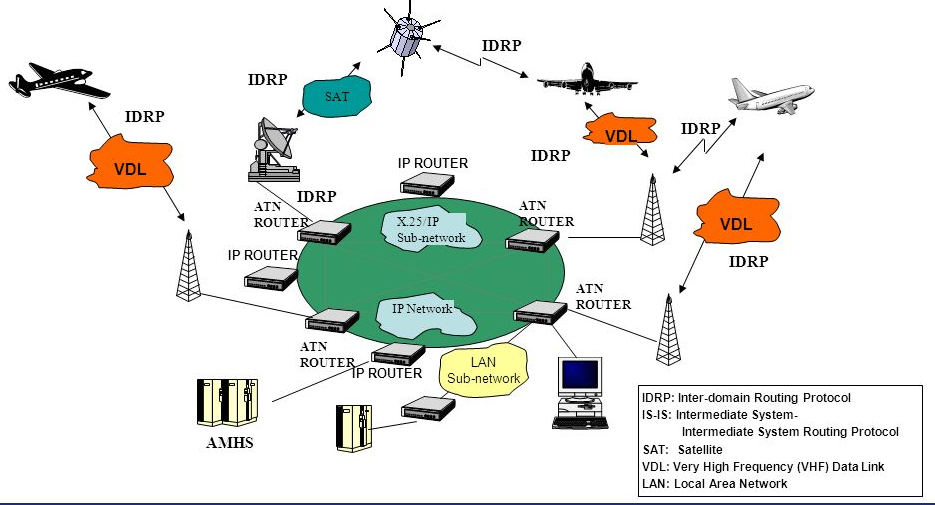 IDRP
IDRP
SAT
IDRP
VDL
VDL
IDRP
IDRP
IP ROUTER
IDRP
ATN
ROUTER
X.25/IP
Sub-network
ATN
ROUTER
VDL
IDRP
IP ROUTER
ATN
ROUTER
IP Network
ATN
ROUTER
IP ROUTER
LAN
Sub-network
AMHS
IDRP: Inter-domain Routing Protocol
IS-IS: Intermediate System-
Intermediate System Routing Protocol
SAT: Satellite
VDL: Very High Frequency (VHF) Data Link
LAN: Local Area Network